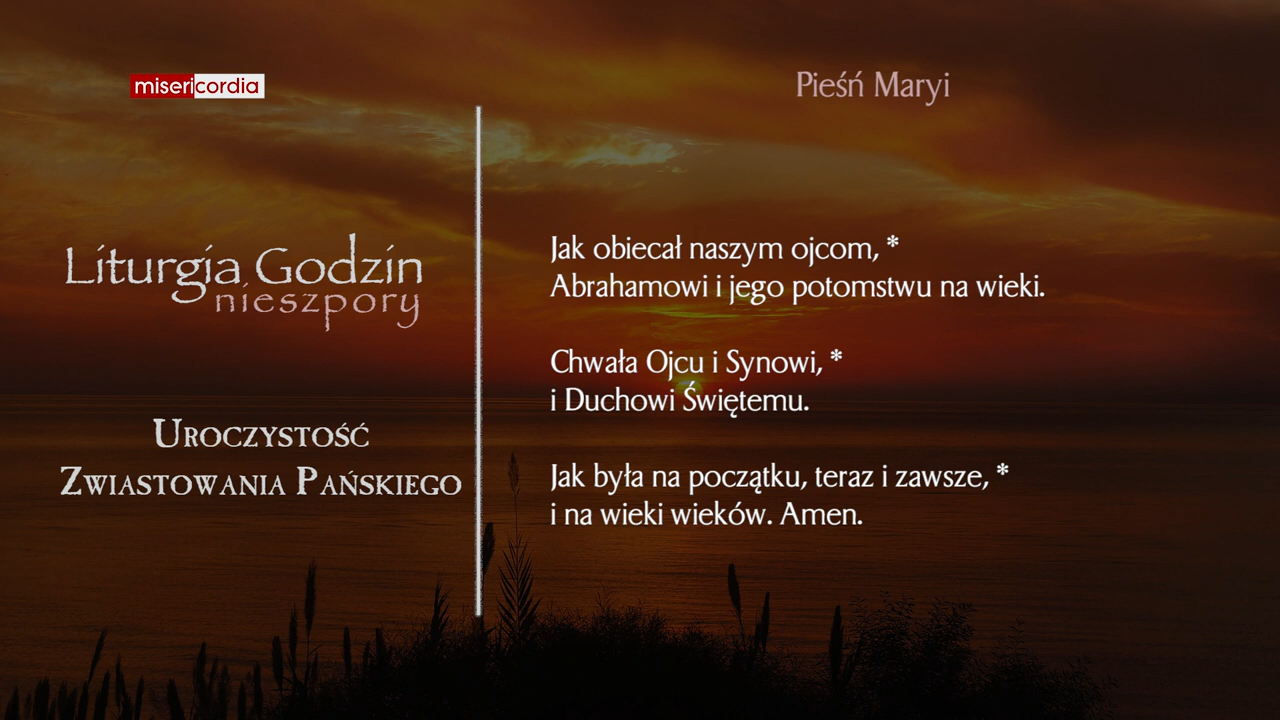 misericordia
Pieśń Maryi
Liturgia Godzin
nieszpory
Uroczystość
Zwiastowania Pańskiego
Jak obiecał naszym ojcom, *
Abrahamowi i jego potomstwu na wieki.
Chwała Ojcu i Synowi, *
i Duchowi Świętemu.
Jak była na początku, teraz i zawsze, *
i na wieki wieków. Amen.